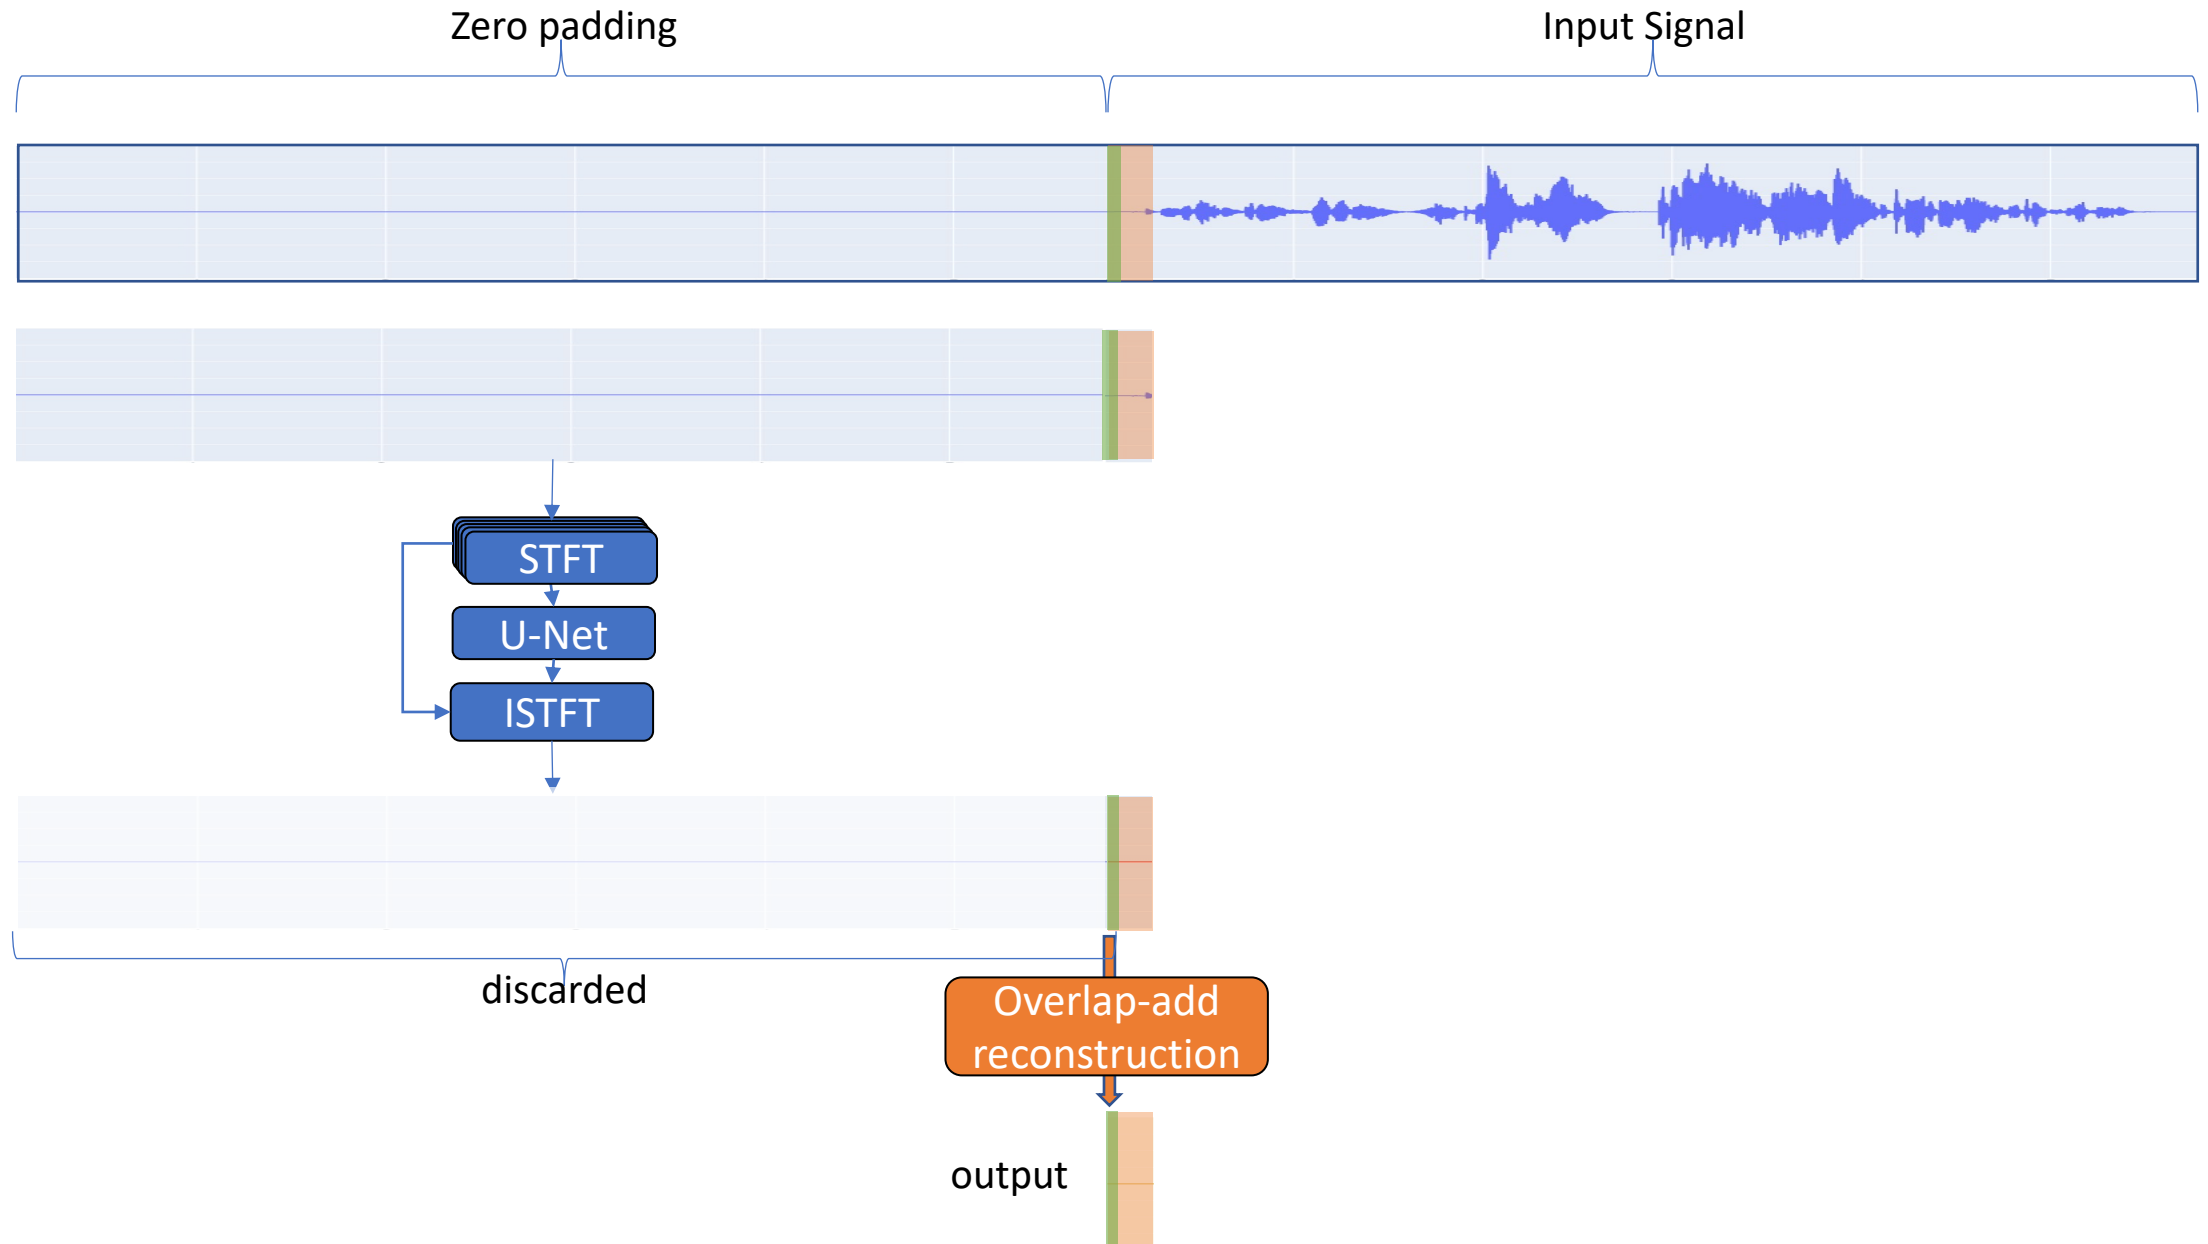 Zero padding
Input Signal
STFT
U-Net
ISTFT
discarded
Overlap-add
reconstruction
output